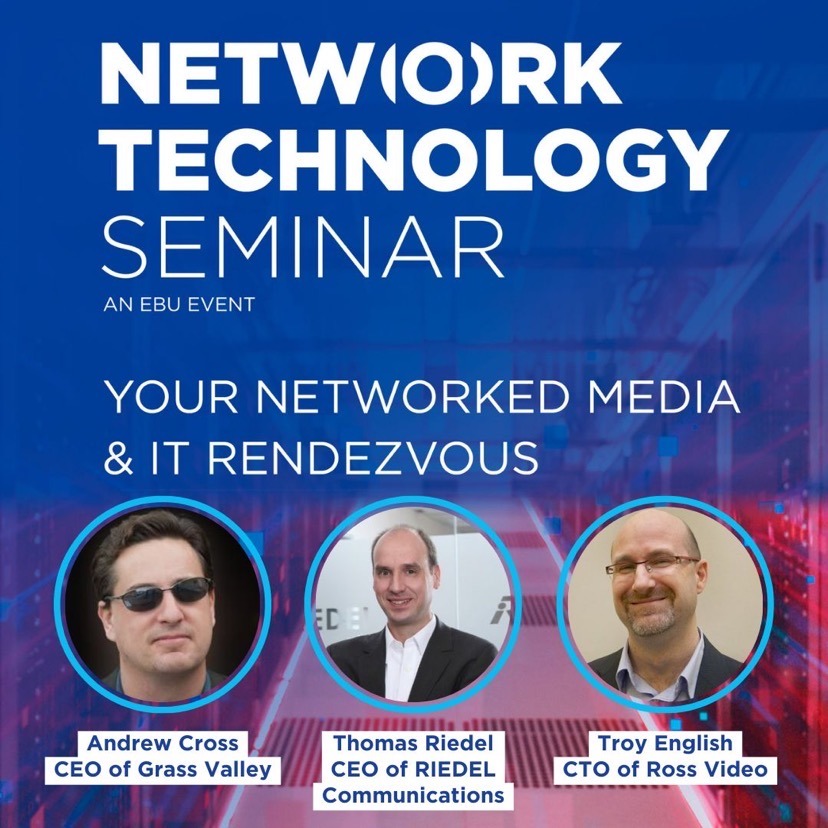 NETW(O)RK
TECHNOLOGY
SEMINAR
AN EBU EVENT
YOUR NETWORKED MEDIA
& IT RENDEZVOUS
EDEL
R
Andrew Cross
CEO of Grass Valley
Thomas Riedel
CEO of RIEDEL
Communications
Troy English
CTO of Ross Video